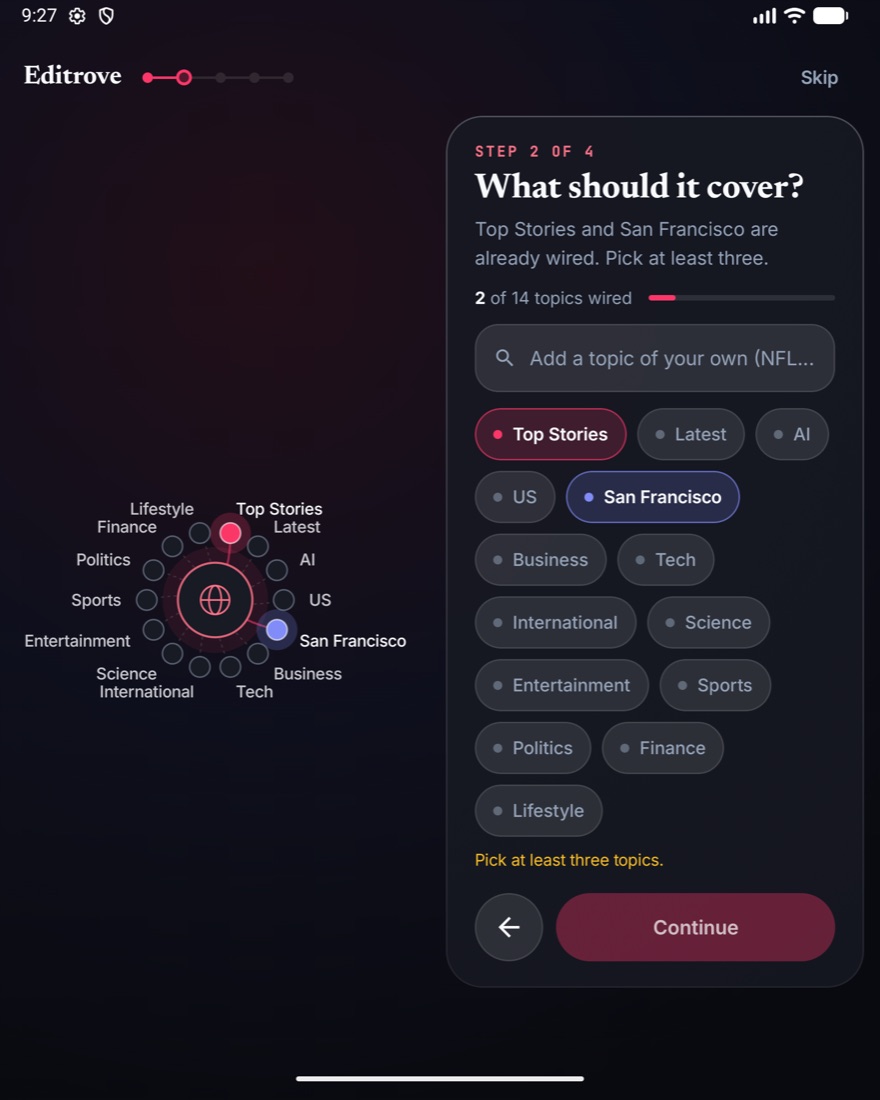 9:27
Editrove
Skip
Lifestyle
Top Stories
Finance
Latest
Politics
AI
Sports
US
Entertainment
San Francisco
Science
Business
International
Tech
STEP 2 OF 4
What should it cover?
Top Stories and San Francisco are
already wired. Pick at least three.
2 of 14 topics wired
Add a topic of your own (NFL...
Top Stories
Latest
AI
US
San Francisco
Business
Tech
International
Science
Entertainment
Sports
Politics
Finance
Lifestyle
Pick at least three topics.
Continue